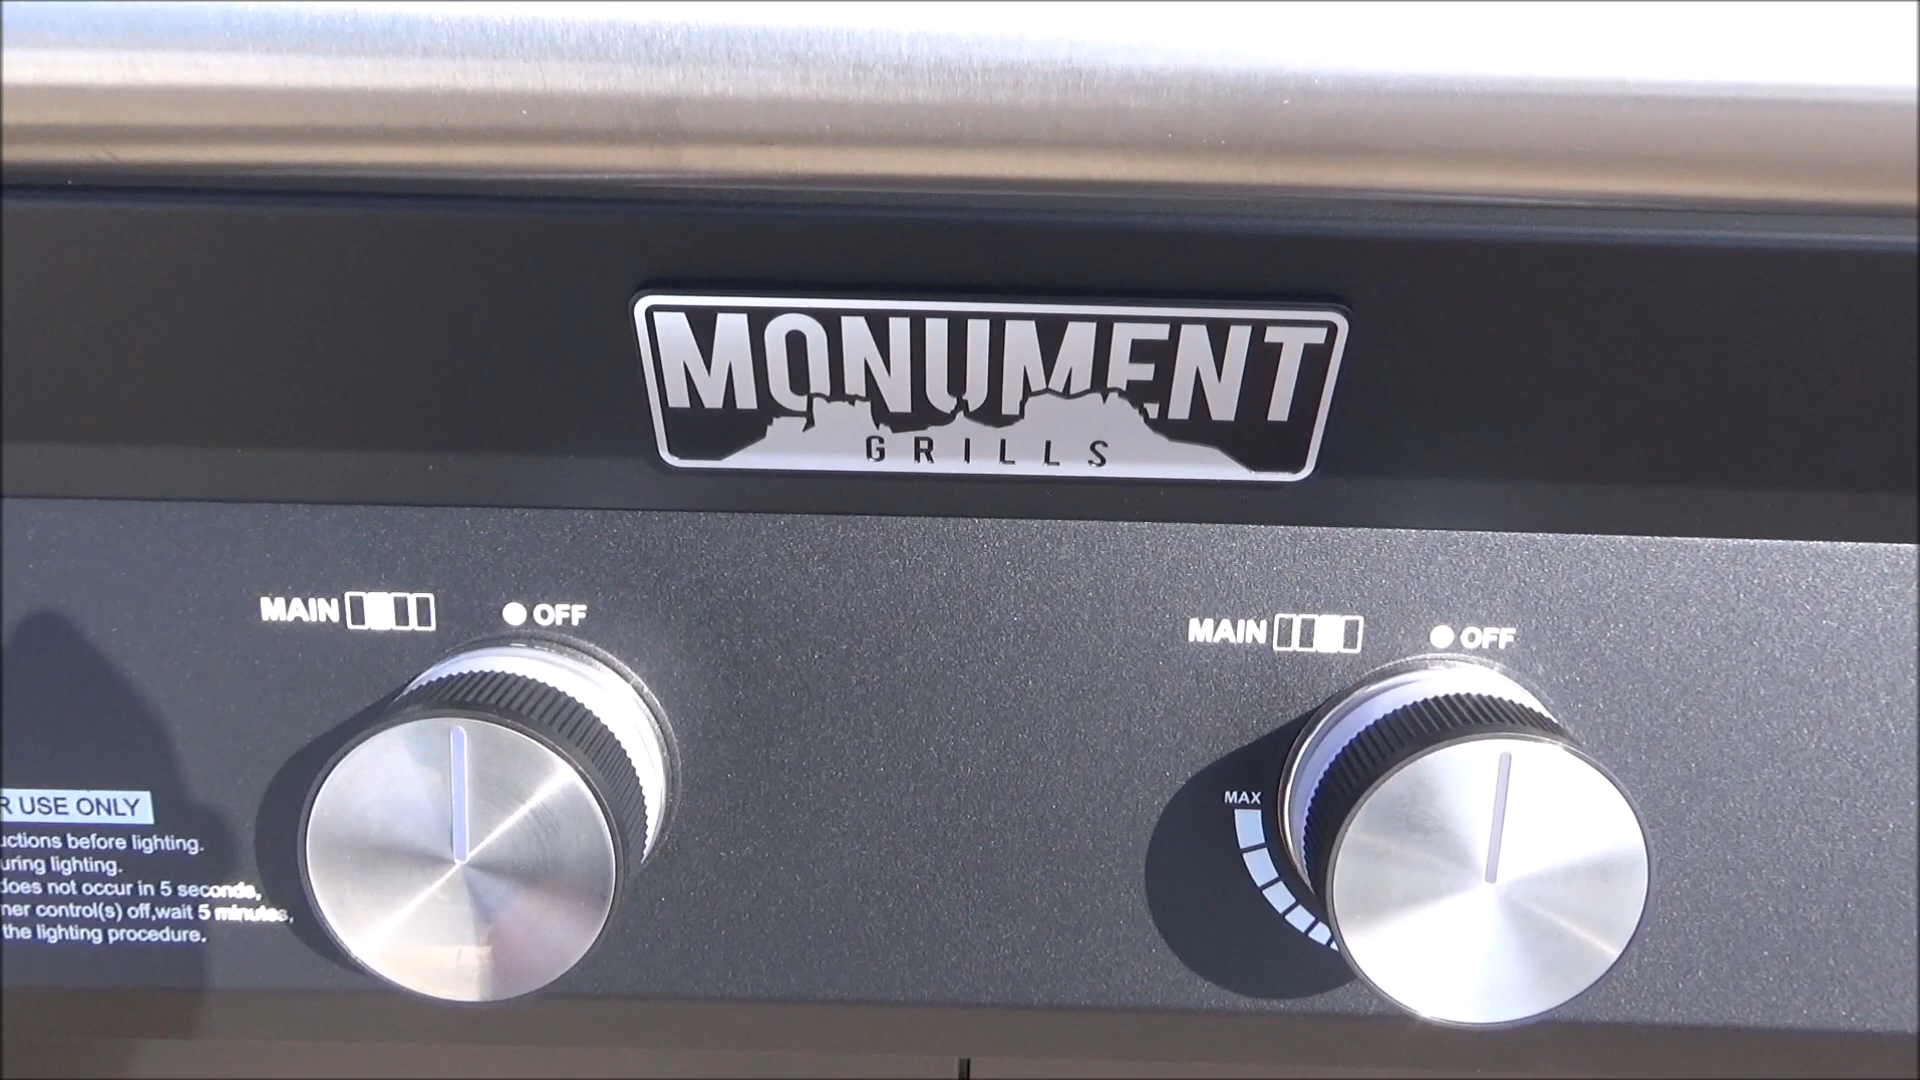 MONUMENT
GRILLS
MAIN OFF
MAIN OFF
MAX
R USE ONLY
uctions before lighting.
uring lighting.
does not occur in 5 seconds,
ner control(s) off,wait 5 minutes,
the lighting procedure.